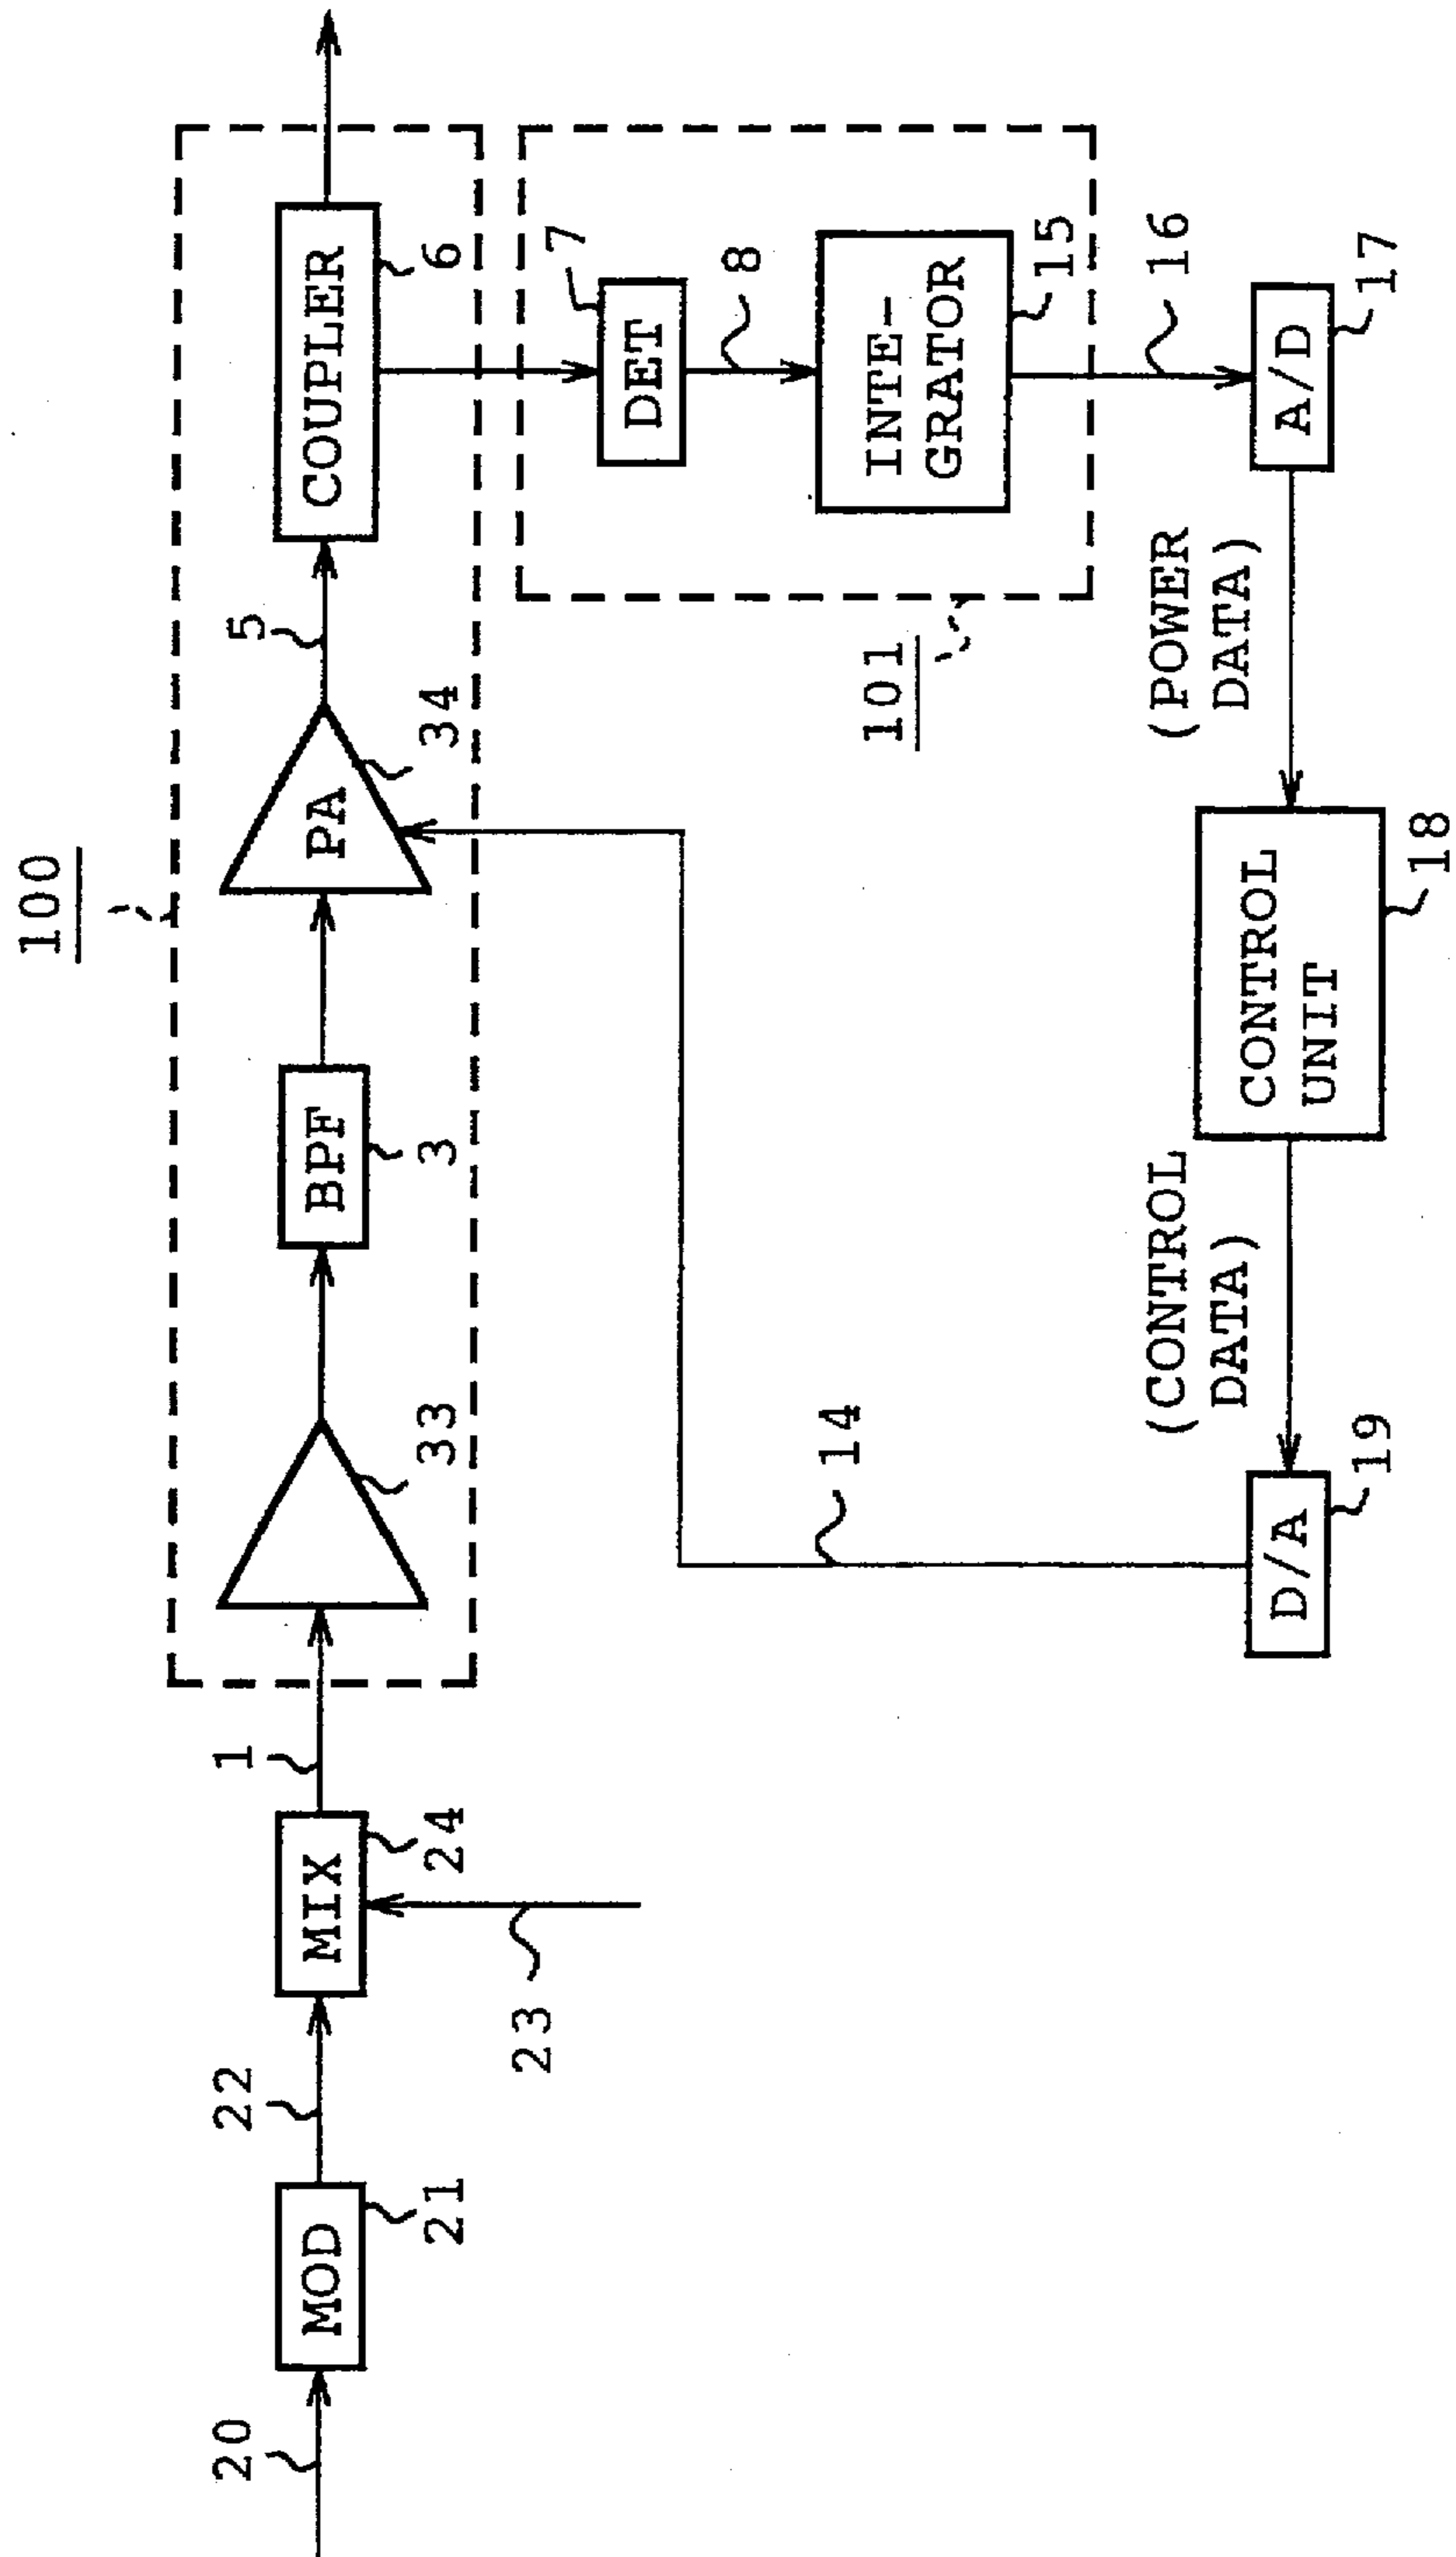 100
20
MOD
21
22
MIX
24
23
1
33
BPF
3
PA
34
5
COUPLER
6
DET
7
8
INTE-
GRATOR
15
101
16
A/D
17
(POWER
DATA)
CONTROL
UNIT
18
(CONTROL
DATA)
D/A
19
14